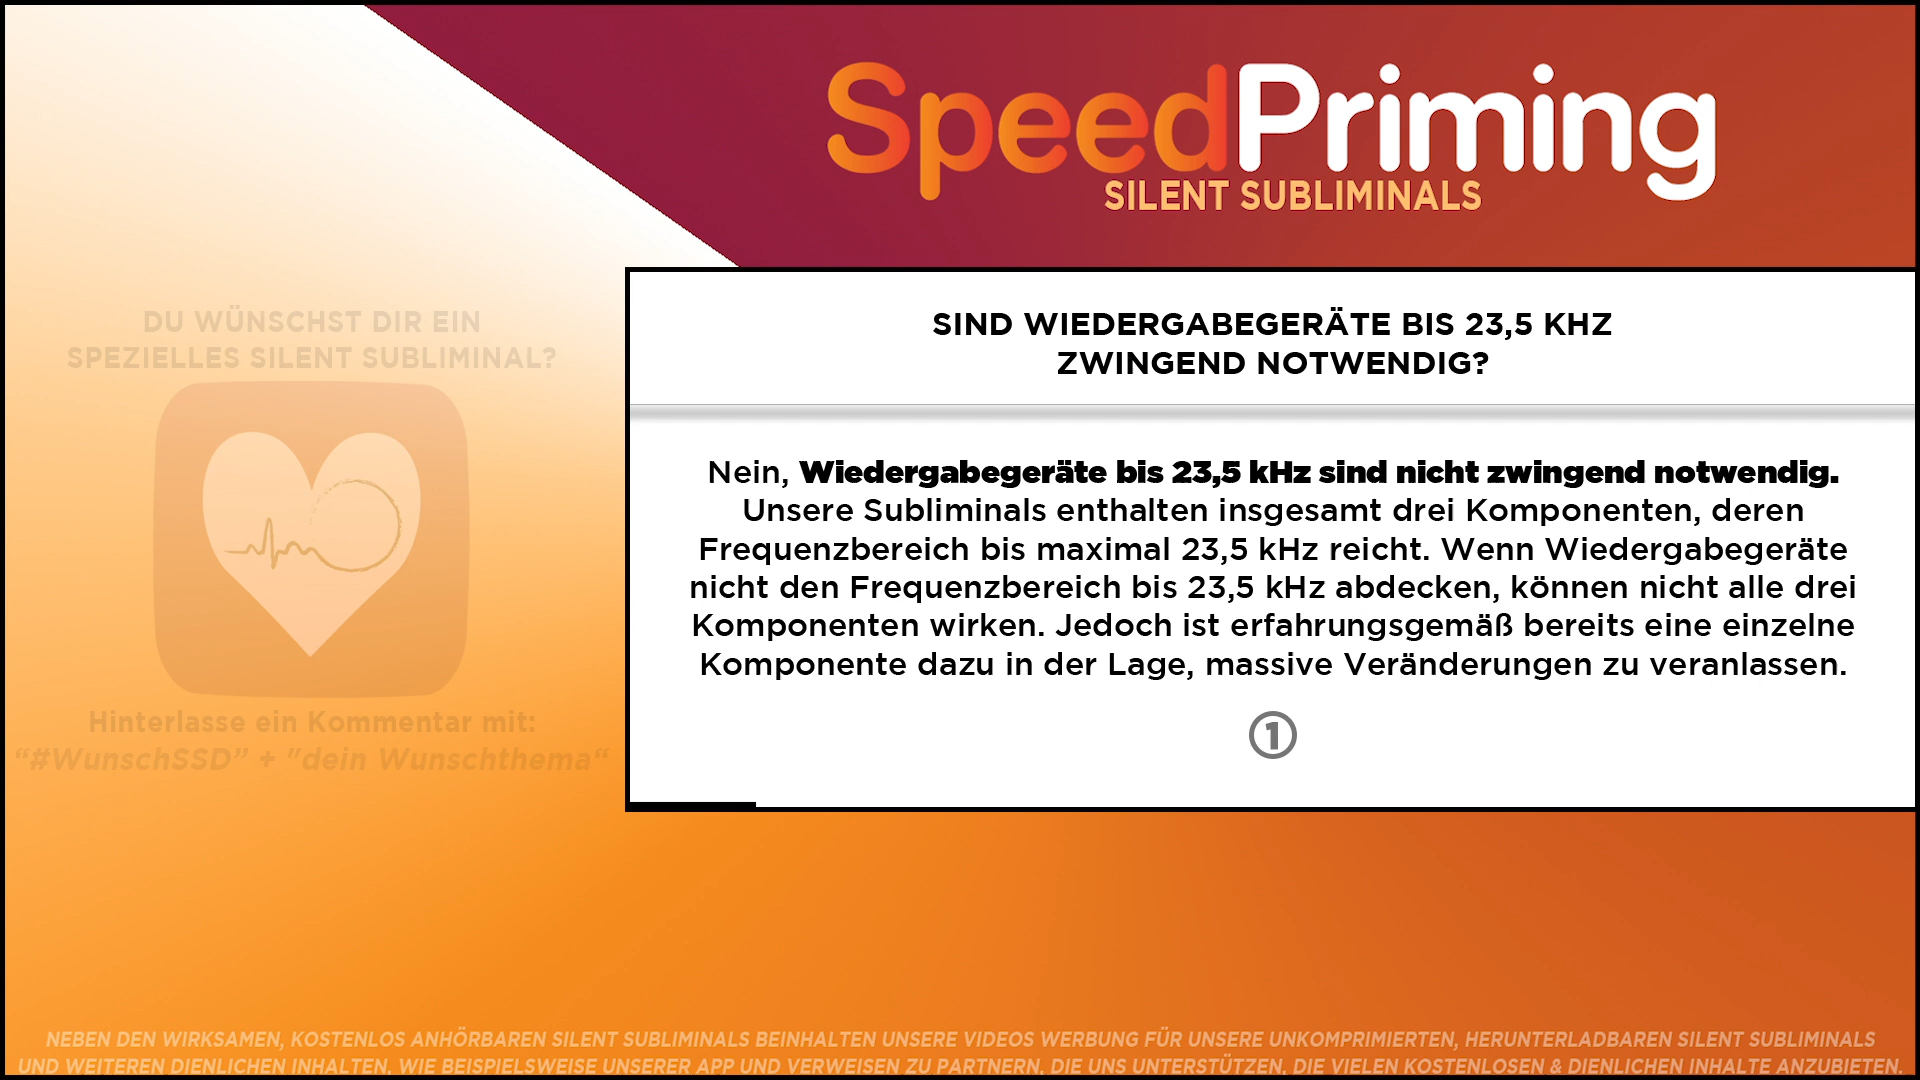 SpeedPriming
SILENT SUBLIMINALS
DU WÜNSCHST DIR EIN
SPEZIELLES SILENT SUBLIMINAL?
Hinterlasse ein Kommentar mit:
“#WunschSSD” + "dein Wunschthema“
SIND WIEDERGABEGERÄTE BIS 23,5 KHZ
ZWINGEND NOTWENDIG?
Nein, Wiedergabegeräte bis 23,5 kHz sind nicht zwingend notwendig.
Unsere Subliminals enthalten insgesamt drei Komponenten, deren
Frequenzbereich bis maximal 23,5 kHz reicht. Wenn Wiedergabegeräte
nicht den Frequenzbereich bis 23,5 kHz abdecken, können nicht alle drei
Komponenten wirken. Jedoch ist erfahrungsgemäß bereits eine einzelne
Komponente dazu in der Lage, massive Veränderungen zu veranlassen.
①
NEBEN DEN WIRKSAMEN, KOSTENLOS ANHÖRBAREN SILENT SUBLIMINALS BEINHALTEN UNSERE VIDEOS WERBUNG FÜR UNSERE UNKOMPRIMIERTEN, HERUNTERLADBAREN SILENT SUBLIMINALS
UND WEITEREN DIENLICHEN INHALTEN, WIE BEISPIELSWEISE UNSERER APP UND VERWEISEN ZU PARTNERN, DIE UNS UNTERSTÜTZEN, DIE VIELEN KOSTENLOSEN & DIENLICHEN INHALTE ANZUBIETEN.